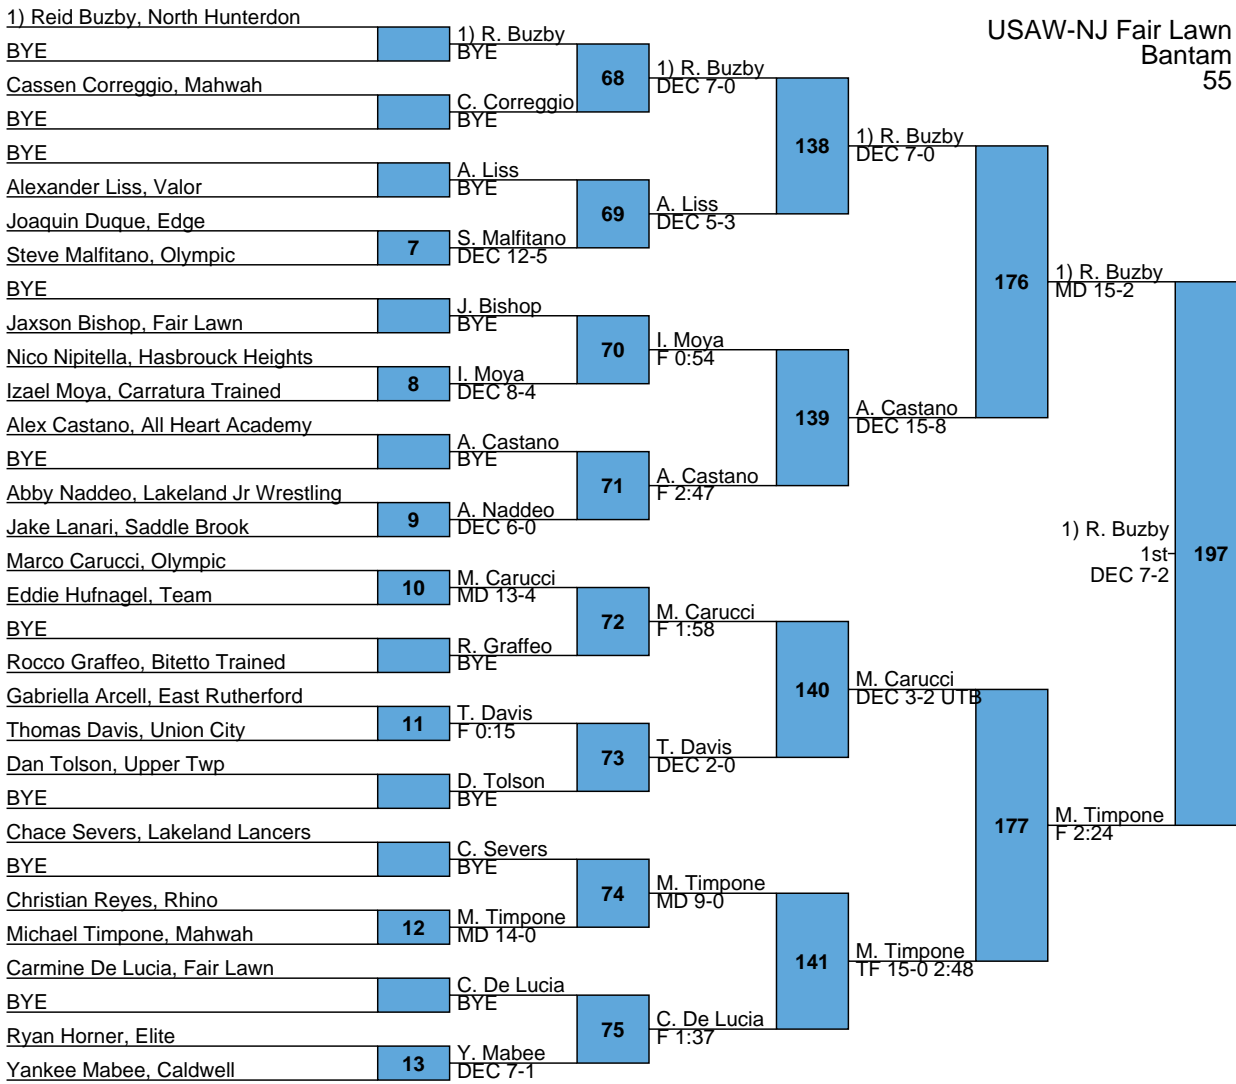 USAW-NJ Fair Lawn
Bantam
55
1) Reid Buzby, North Hunterdon
BYE
Cassen Correggio, Mahwah
BYE
BYE
Alexander Liss, Valor
Joaquin Duque, Edge
Steve Malfitano, Olympic
BYE
Jaxson Bishop, Fair Lawn
Nico Nipitella, Hasbrouck Heights
Izael Moya, Carratura Trained
Alex Castano, All Heart Academy
BYE
Abby Naddeo, Lakeland Jr Wrestling
Jake Lanari, Saddle Brook
Marco Carucci, Olympic
Eddie Hufnagel, Team
BYE
Rocco Graffeo, Bitetto Trained
Gabriella Arcell, East Rutherford
Thomas Davis, Union City
Dan Tolson, Upper Twp
BYE
Chace Severs, Lakeland Lancers
BYE
Christian Reyes, Rhino
Michael Timpone, Mahwah
Carmine De Lucia, Fair Lawn
BYE
Ryan Horner, Elite
Yankee Mabee, Caldwell
7
8
9
10
11
12
13
1) R. Buzby
BYE
C. Correggio
BYE
A. Liss
BYE
S. Malfitano
DEC 12-5
J. Bishop
BYE
I. Moya
DEC 8-4
A. Castano
BYE
A. Naddeo
DEC 6-0
M. Carucci
MD 13-4
R. Graffeo
BYE
T. Davis
F 0:15
D. Tolson
BYE
C. Severs
BYE
M. Timpone
MD 14-0
C. De Lucia
BYE
Y. Mabee
DEC 7-1
68
69
70
71
72
73
74
75
1) R. Buzby
DEC 7-0
A. Liss
DEC 5-3
I. Moya
F 0:54
A. Castano
F 2:47
M. Carucci
F 1:58
T. Davis
DEC 2-0
M. Timpone
MD 9-0
C. De Lucia
F 1:37
138
139
140
141
1) R. Buzby
DEC 7-0
A. Castano
DEC 15-8
M. Carucci
DEC 3-2 UTB
M. Timpone
TF 15-0 2:48
176
177
1) R. Buzby
MD 15-2
M. Timpone
F 2:24
197
1) R. Buzby
1st
DEC 7-2